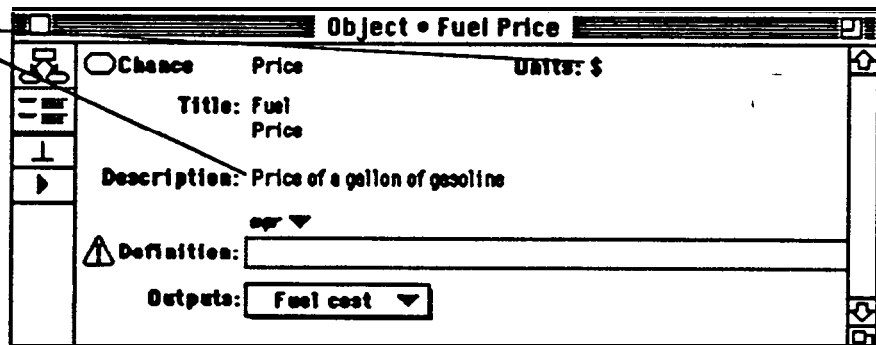 Object • Fuel Price
Chance Price Units: $
Title: Fuel
Price
Description: Price of a gallon of gasoline
expr
Definition:
Outputs: Fuel cost